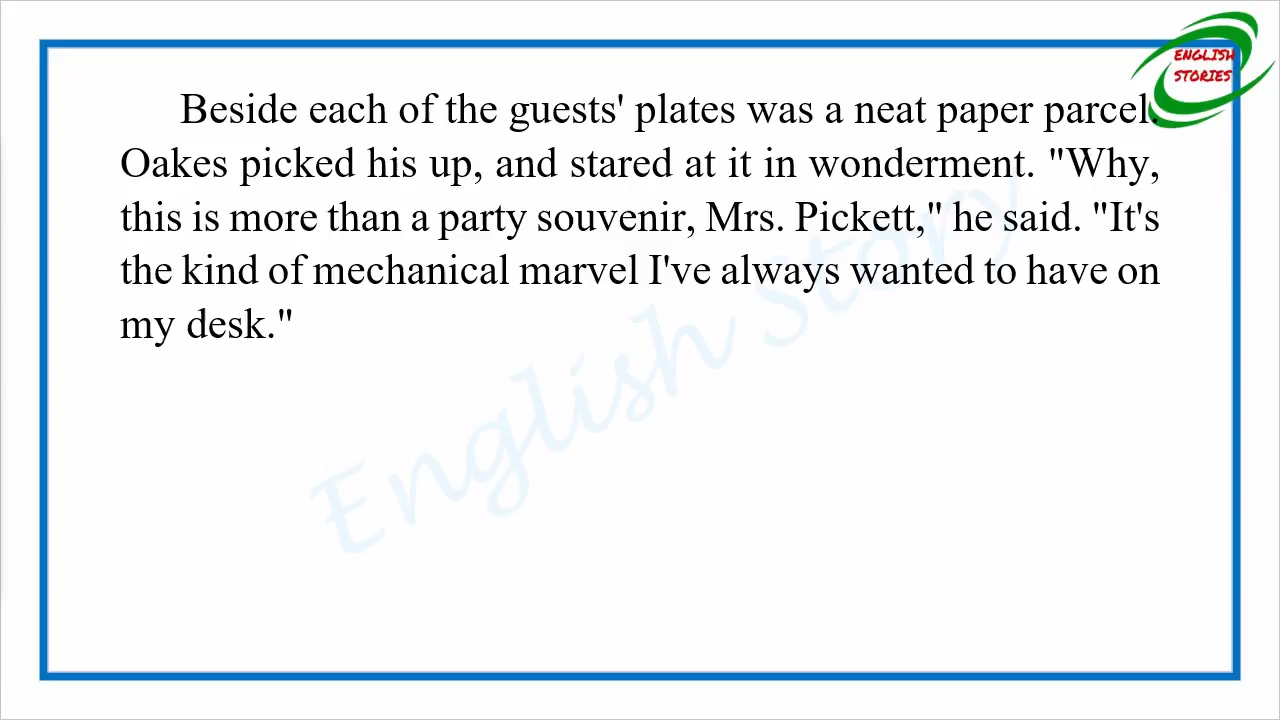 ENGLISH
STORIES
Beside each of the guests' plates was a neat paper parcel.
Oakes picked his up, and stared at it in wonderment. "Why,
this is more than a party souvenir, Mrs. Pickett," he said. "It's
the kind of mechanical marvel I've always wanted to have on
my desk."
English Story